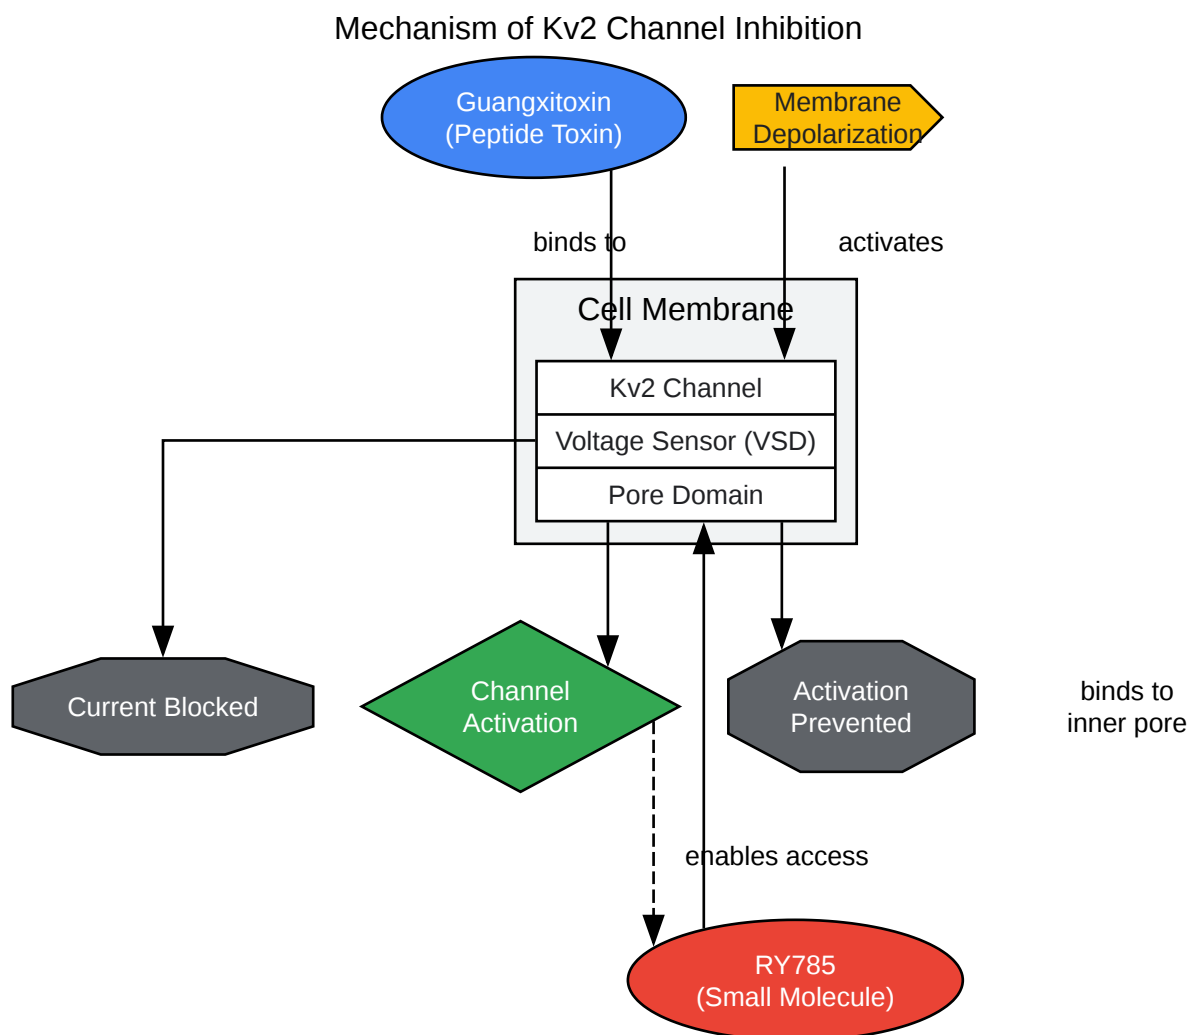 Mechanism of Kv2 Channel Inhibition
Guangxitoxin
(Peptide Toxin)
Membrane
Depolarization
binds to
activates
Cell Membrane
Kv2 Channel
Voltage Sensor (VSD)
Pore Domain
Current Blocked
Channel
Activation
Activation
Prevented
binds to
inner pore
enables access
RY785
(Small Molecule)